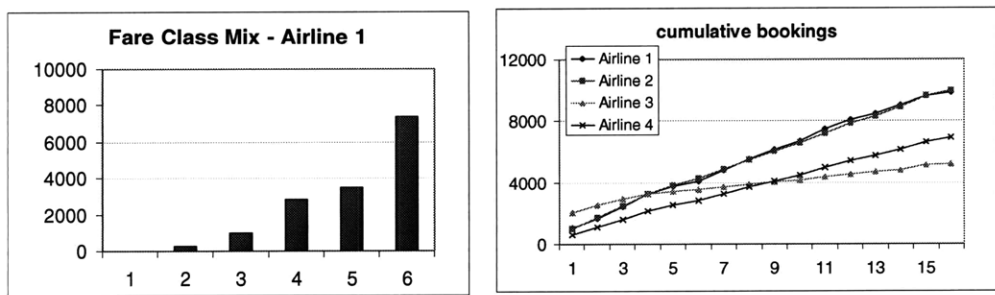 Fare Class Mix - Airline 1
10000
8000
6000
4000
2000
0
1 2 3 4 5 6
cumulative bookings
12000
8000
4000
0
Airline 1
Airline 2
Airline 3
Airline 4
1 3 5 7 9 11 13 15